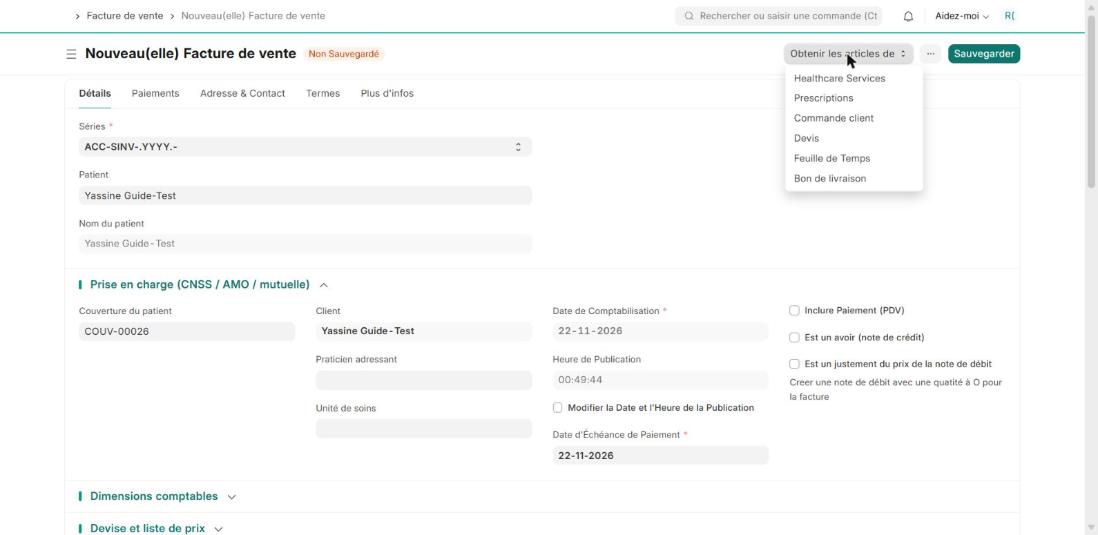 Facture de vente
Nouveau(elle) Facture de vente
Rechercher ou saisir une commande (Ct
Aidez-moi
R(
Nouveau(elle) Facture de vente
Non Sauvegardé
Obtenir les articles de
...
Sauvegarder
Healthcare Services
Prescriptions
Commande client
Devis
Feuille de Temps
Bon de livraison
Détails
Paiements
Adresse & Contact
Termes
Plus d'infos
Séries *
ACC-SINV-.YYYY.-
Patient
Yassine Guide-Test
Nom du patient
Yassine Guide-Test
Prise en charge (CNSS / AMO / mutuelle)
Couverture du patient
COUV-00026
Client
Yassine Guide-Test
Praticien adressant
Unité de soins
Date de Comptabilisation *
22-11-2026
Heure de Publication
00:49:44
Modifier la Date et l'Heure de la Publication
Date d'Échéance de Paiement *
22-11-2026
Inclure Paiement (PDV)
Est un avoir (note de crédit)
Est un justement du prix de la note de débit
Creer une note de débit avec une quatité à O pour
la facture
Dimensions comptables
Devise et liste de prix